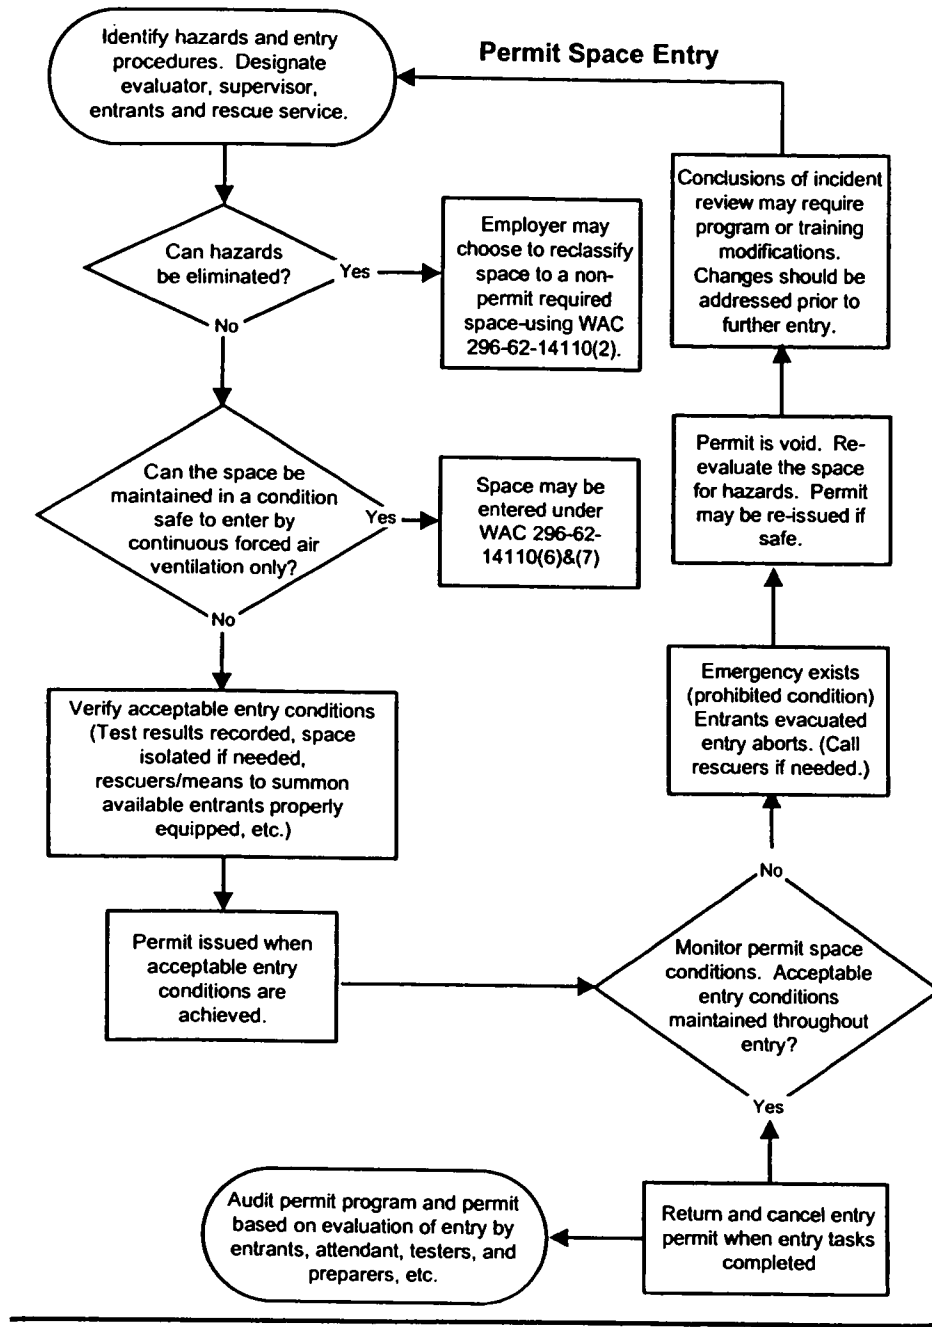 Permit Space Entry
Identify hazards and entry
procedures. Designate
evaluator, supervisor,
entrants and rescue service.
Can hazards
be eliminated?
Yes
No
Employer may
choose to reclassify
space to a non-
permit required
space-using WAC
296-62-14110(2).
Can the space be
maintained in a condition
safe to enter by
continuous forced air
ventilation only?
Yes
No
Space may be
entered under
WAC 296-62-
14110(6)&(7)
Verify acceptable entry conditions
(Test results recorded, space
isolated if needed,
rescuers/means to summon
available entrants properly
equipped, etc.)
Permit issued when
acceptable entry
conditions are
achieved.
Monitor permit space
conditions. Acceptable
entry conditions
maintained throughout
entry?
No
Yes
Emergency exists
(prohibited condition)
Entrants evacuated
entry aborts. (Call
rescuers if needed.)
Permit is void. Re-
evaluate the space
for hazards. Permit
may be re-issued if
safe.
Conclusions of incident
review may require
program or training
modifications.
Changes should be
addressed prior to
further entry.
Return and cancel entry
permit when entry tasks
completed
Audit permit program and permit
based on evaluation of entry by
entrants, attendant, testers, and
preparers, etc.